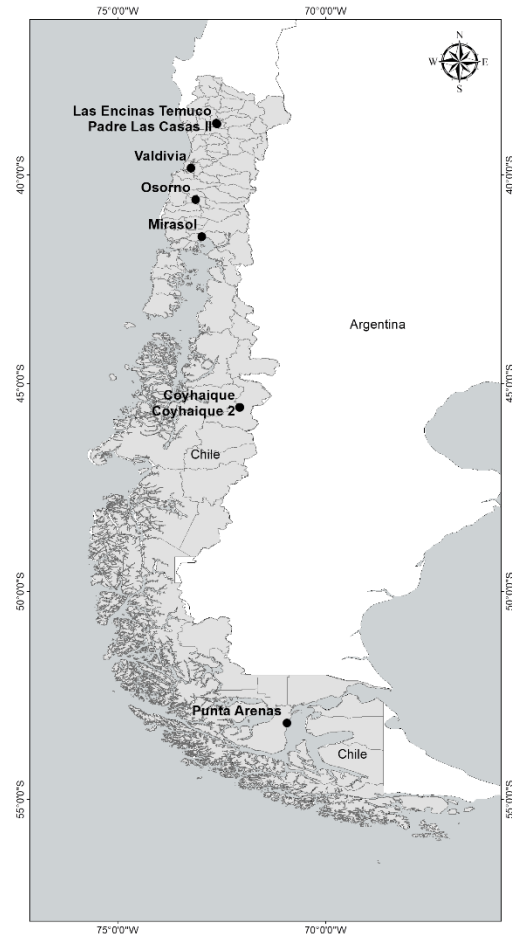 75°0'0"W 70°0'0"W
N
W E
S
Las Encinas Temuco
Padre Las Casas II
Valdivia
40°0'0"S 40°0'0"S
Osorno
Mirasol
Argentina
45°0'0"S 45°0'0"S
Coyhaique
Coyhaique 2
Chile
50°0'0"S 50°0'0"S
Punta Arenas
Chile
55°0'0"S 55°0'0"S
75°0'0"W 70°0'0"W